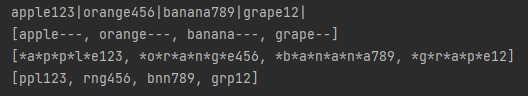 apple123|orange456|banana789|grape12|
[apple---, orange---, banana---, grape--]
[*a*p*p*l*e123, *o*r*a*n*g*e456, *b*a*n*a*n*a789, *g*r*a*p*e12]
[ppl123, rng456, bnn789, grp12]